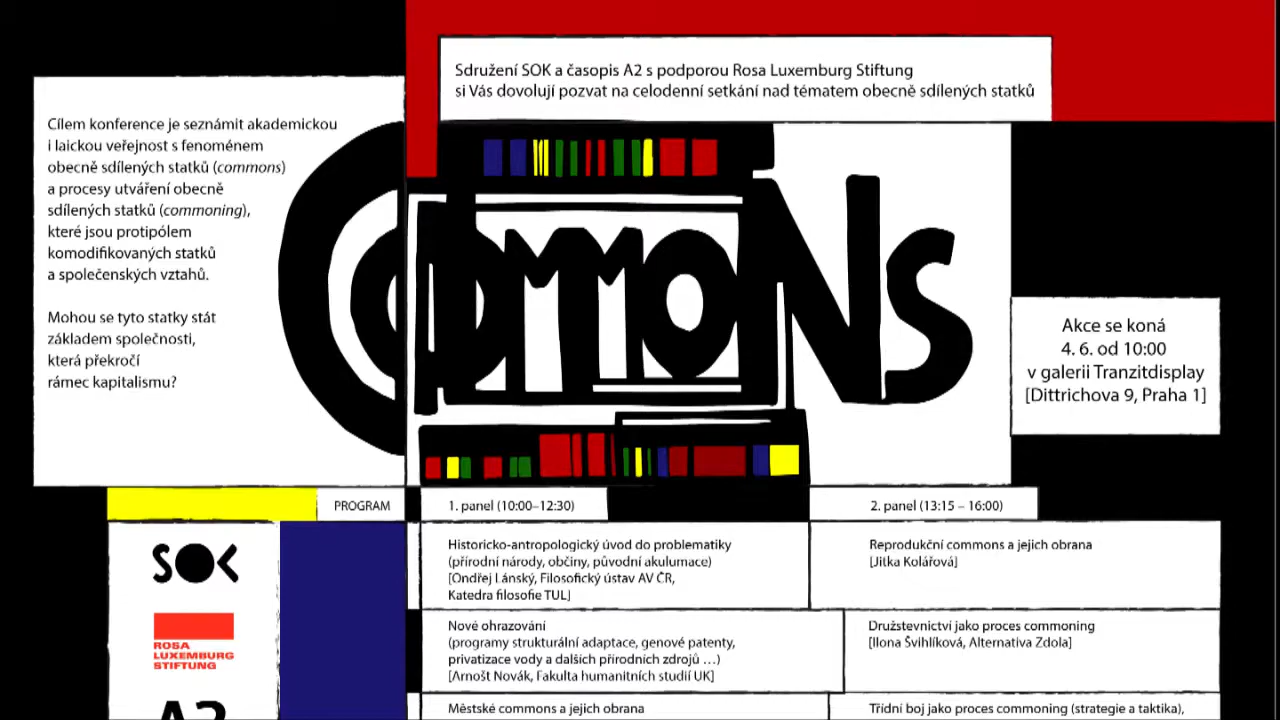 Sdružení SOK a časopis A2 s podporou Rosa Luxemburg Stiftung
si Vás dovolují pozvat na celodenní setkání nad tématem obecně sdílených statků
Cílem konference je seznámit akademickou
i laickou veřejnost s fenoménem
obecně sdílených statků (commons)
a procesy utváření obecně
sdílených statků (commoning),
které jsou protipólem
komodifikovaných statků
a společenských vztahů.
Mohou se tyto statky stát
základem společnosti,
která překročí
rámec kapitalismu?
COMMONS
Akce se koná
4. 6. od 10:00
v galerii Tranzitdisplay
[Dittrichova 9, Praha 1]
PROGRAM
1. panel (10:00–12:30)
2. panel (13:15 – 16:00)
SOK
ROSA
LUXEMBURG
STIFTUNG
A2
Historicko-antropologický úvod do problematiky
(přírodní národy, občiny, původní akulumace)
[Ondřej Lánský, Filosofický ústav AV ČR,
Katedra filosofie TUL]
Reprodukční commons a jejich obrana
[Jitka Kolářová]
Nové ohrazování
(programy strukturální adaptace, genové patenty,
privatizace vody a dalších přírodních zdrojů …)
[Arnošt Novák, Fakulta humanitních studií UK]
Družstevnictví jako proces commoning
[Ilona Švihlíková, Alternativa Zdola]
Městské commons a jejich obrana
Třídní boj jako proces commoning (strategie a taktika),